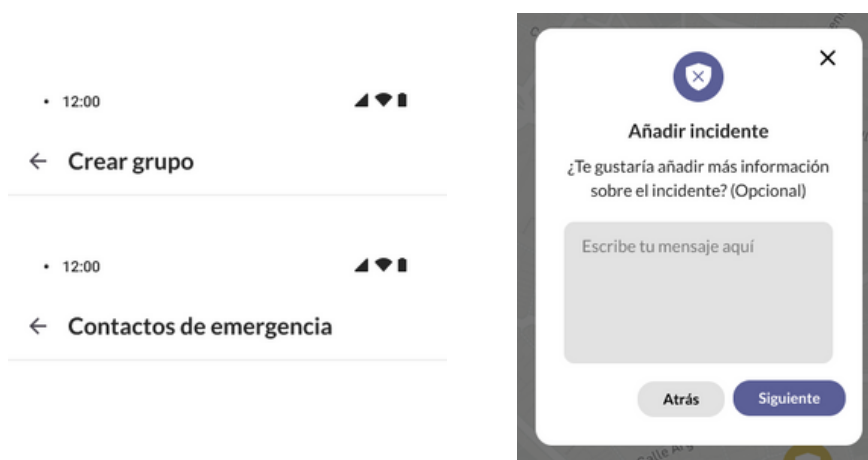 12:00
Crear grupo
12:00
Contactos de emergencia
Añadir incidente
¿Te gustaría añadir más información
sobre el incidente? (Opcional)
Escribe tu mensaje aquí
Atrás
Siguiente